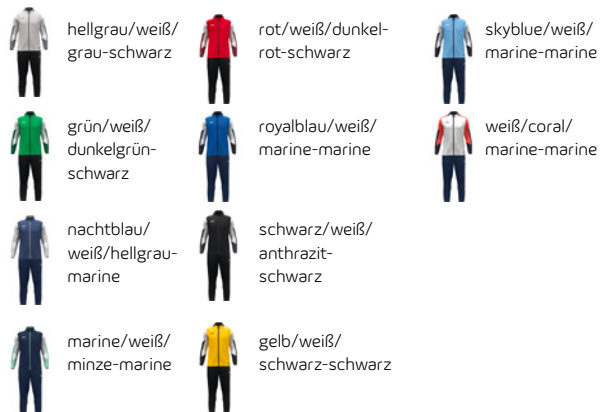 hellgrau/weiß/
grau-schwarz
rot/weiß/dunkel-
rot-schwarz
skyblue/weiß/
marine-marine
grün/weiß/
dunkelgrün-
schwarz
royalblau/weiß/
marine-marine
weiß/coral/
marine-marine
nachtblau/
weiß/hellgrau-
marine
schwarz/weiß/
anthrazit-
schwarz
marine/weiß/
minze-marine
gelb/weiß/
schwarz-schwarz